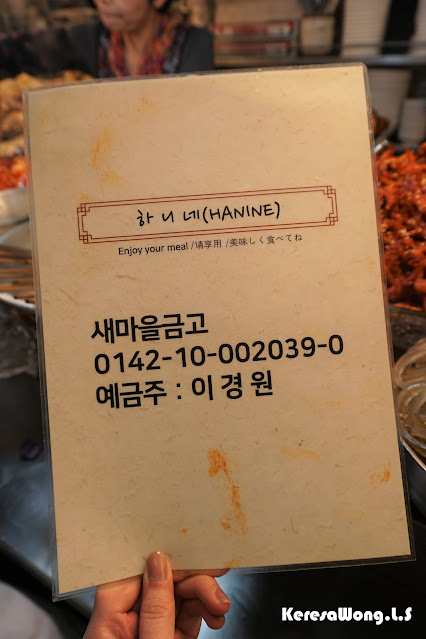 하니네(HANINE)
Enjoy your meal /请享用 /美味しく食べてね
새마을금고
0142-10-002039-0
예금주 : 이경원
KeresaWong.L.S